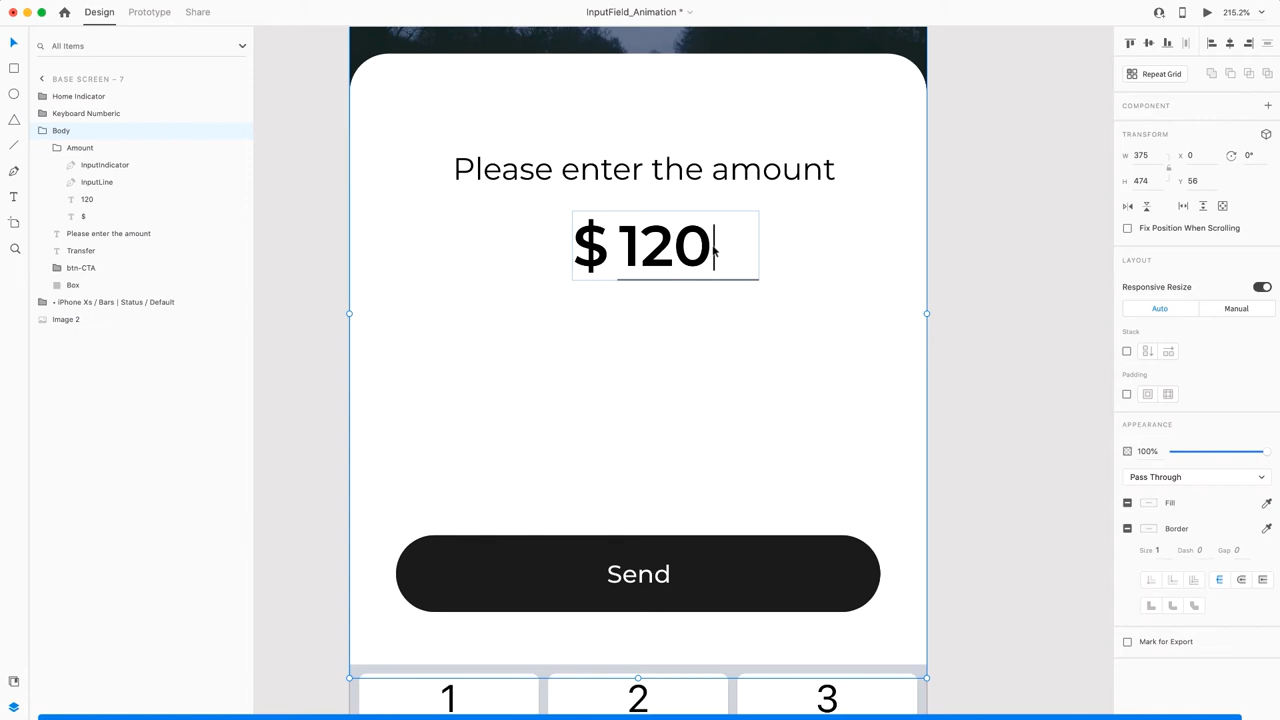 Design
Prototype
Share
InputField_Animation *
215.2%
All Items
BASE SCREEN – 7
Home Indicator
Keyboard Numberic
Body
Amount
InputIndicator
InputLine
T 120
T $
T Please enter the amount
T Transfer
btn-CTA
Box
• iPhone Xs / Bars | Status / Default
Image 2
Please enter the amount
$ 120
Send
1
2
3
Repeat Grid
COMPONENT
TRANSFORM
W 375 X 0 0°
H 474 Y 56
Fix Position When Scrolling
LAYOUT
Responsive Resize
Auto
Manual
Stack
Padding
APPEARANCE
100%
Pass Through
Fill
Border
Size 1 Dash 0 Gap 0
Mark for Export